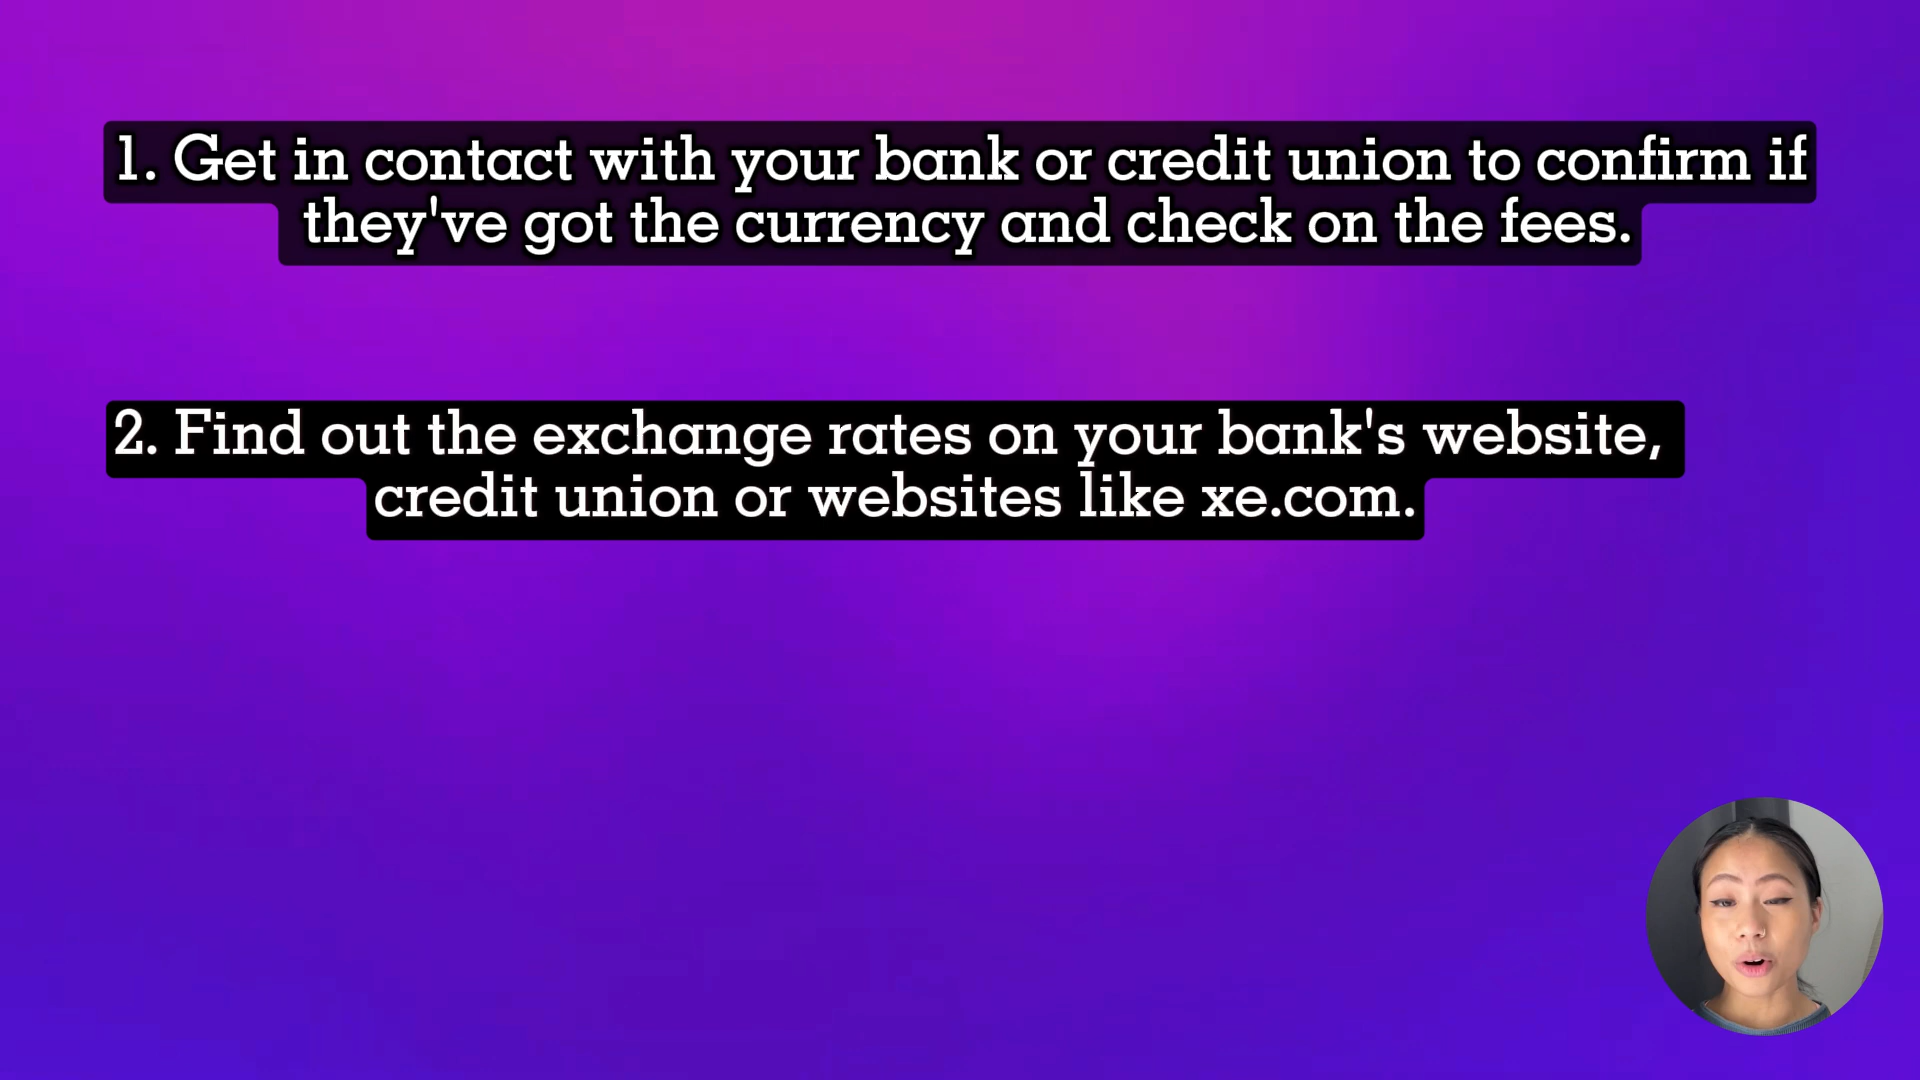 1. Get in contact with your bank or credit union to confirm if
they've got the currency and check on the fees.
2. Find out the exchange rates on your bank's website,
credit union or websites like xe.com.